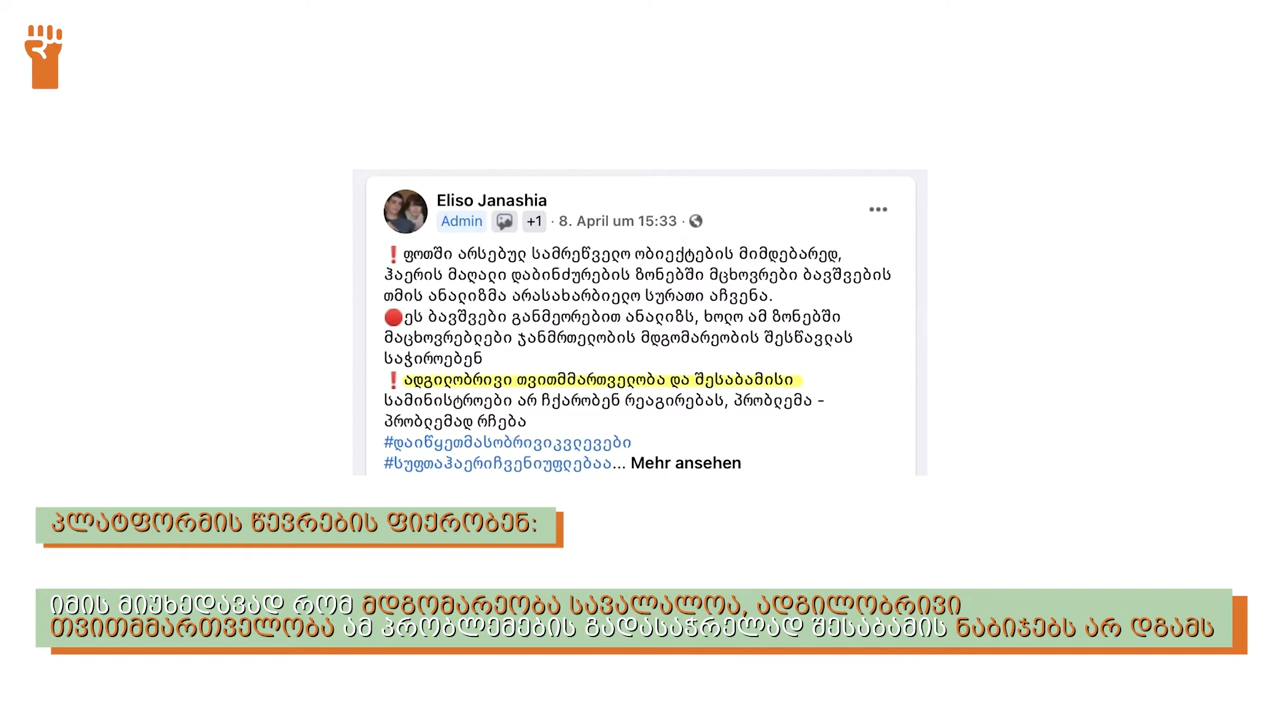 Eliso Janashia
Admin +1 · 8. April um 15:33 ·
❗ფოთში არსებულ სამრეწველო ობიექტების მიმდებარედ,
ჰაერის მაღალი დაბინძურების ზონებში მცხოვრები ბავშვების
თმის ანალიზმა არასახარბიელო სურათი აჩვენა.
🔴ეს ბავშვები განმეორებით ანალიზს, ხოლო ამ ზონებში
მაცხოვრებლები ჯანმრთელობის მდგომარეობის შესწავლას
საჭიროებენ
❗ადგილობრივი თვითმმართველობა და შესაბამისი
სამინისტროები არ ჩქარობენ რეაგირებას, პრობლემა -
პრობლემად რჩება
#დაიწყეთმასობრივიკვლევები
#სუფთაჰაერიჩვენიუფლებაა... Mehr ansehen
პლატფორმის წევრების ფიქრობენ:
იმის მიუხედავად რომ მდგომარეობა სავალალოა, ადგილობრივი
თვითმმართველობა ამ პრობლემების გადასაჭრელად შესაბამის ნაბიჯებს არ დგამს